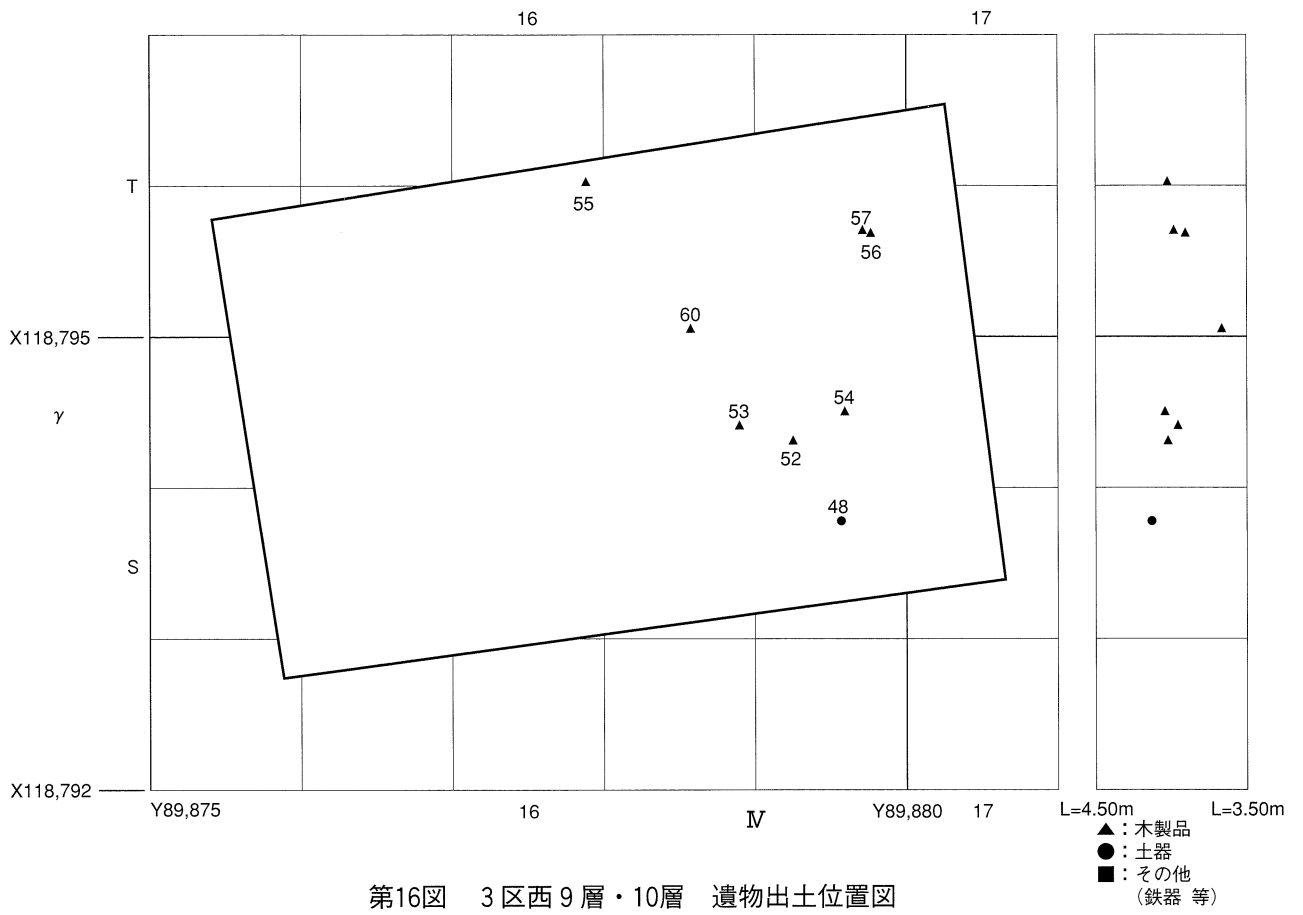 16 17
T
55
57
56
60
X118,795
γ
53
54
52
48
S
X118,792
Y89,875 16 Ⅳ Y89,880 17 L=4.50m L=3.50m
▲：木製品
●：土器
■：その他
（鉄器 等）
第16図 3区西9層・10層 遺物出土位置図